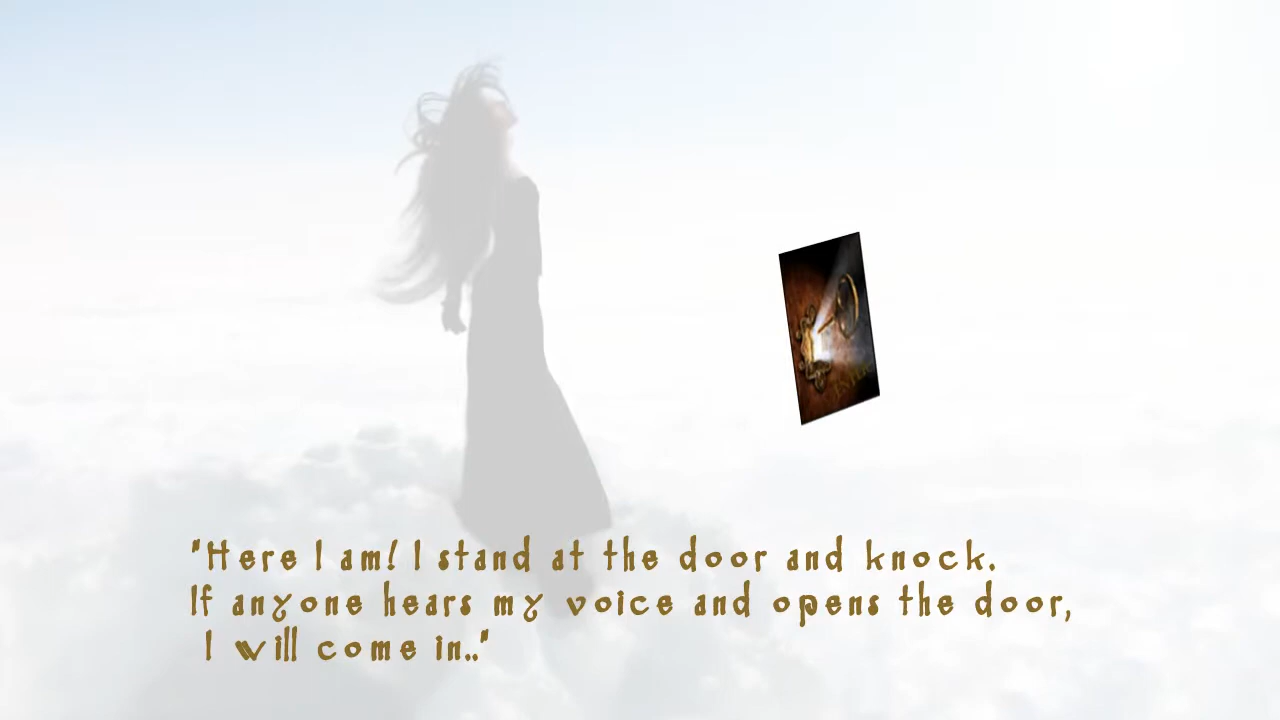 "Here I am! I stand at the door and knock.
If anyone hears my voice and opens the door,
I will come in.."